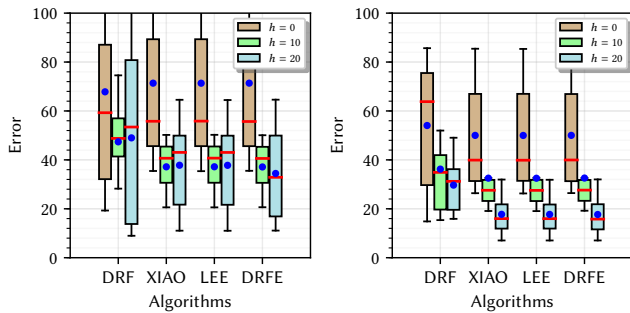 100
80
60
40
20
0
Error
DRF XIAO LEE DRFE
Algorithms
h = 0
h = 10
h = 20
100
80
60
40
20
0
Error
DRF XIAO LEE DRFE
Algorithms
h = 0
h = 10
h = 20